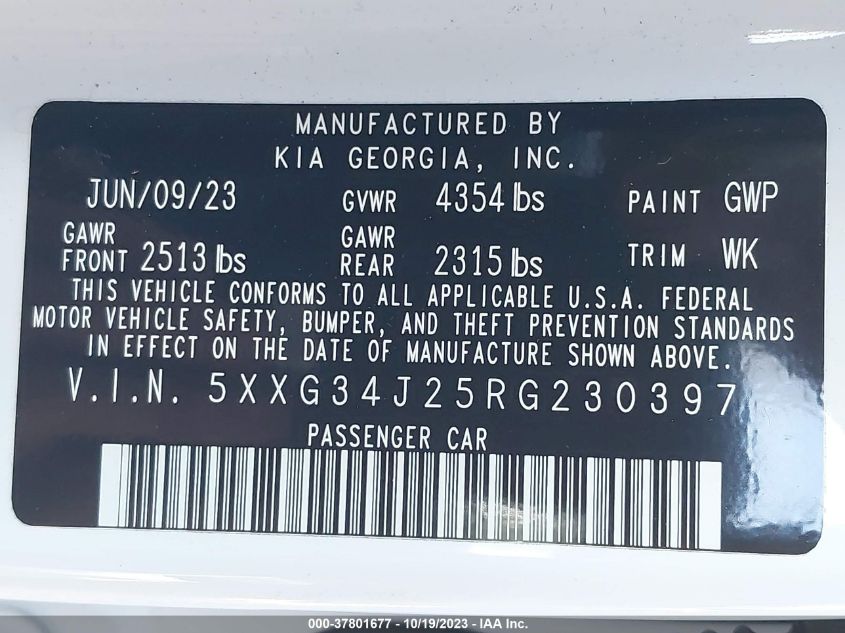 MANUFACTURED BY
KIA GEORGIA, INC.
JUN/09/23 GVWR 4354 lbs PAINT GWP
GAWR FRONT 2513 lbs GAWR REAR 2315 lbs TRIM WK
THIS VEHICLE CONFORMS TO ALL APPLICABLE U.S.A. FEDERAL
MOTOR VEHICLE SAFETY, BUMPER, AND THEFT PREVENTION STANDARDS
IN EFFECT ON THE DATE OF MANUFACTURE SHOWN ABOVE.
V.I.N. 5XXG34J25RG230397
PASSENGER CAR
000-37801677 - 10/19/2023 - IAA Inc.